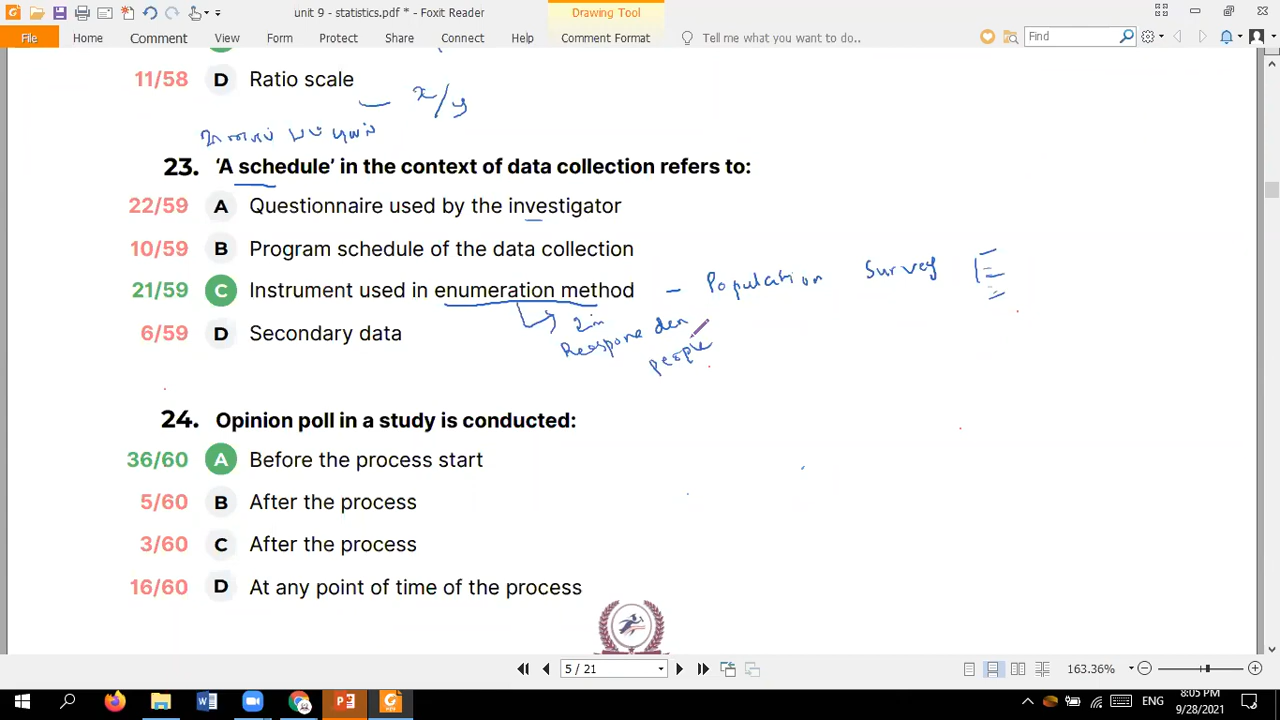 unit 9 - statistics.pdf * - Foxit Reader
Drawing Tool
File Home Comment View Form Protect Share Connect Help Comment Format Tell me what you want to do.. Find
11/58 D Ratio scale
x/y
23. ‘A schedule’ in the context of data collection refers to:
22/59 A Questionnaire used by the investigator
10/59 B Program schedule of the data collection
21/59 C Instrument used in enumeration method - Population Survey
people
6/59 D Secondary data
24. Opinion poll in a study is conducted:
36/60 A Before the process start
5/60 B After the process
3/60 C After the process
16/60 D At any point of time of the process
5 / 21 163.36%
ENG 8:05 PM
9/28/2021